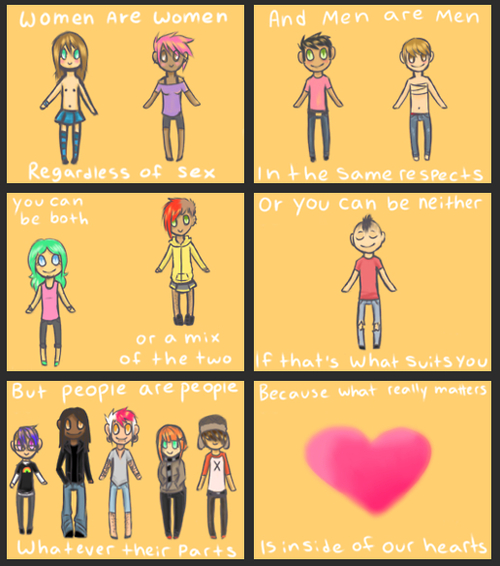 Women Are women
Regardless of sex
And Men are Men
In the same respects
you can
be both
or a mix
of the two
Or you can be neither
If that's what suits you
But people are people
Whatever their parts
X
Because what really matters
Is inside of our hearts